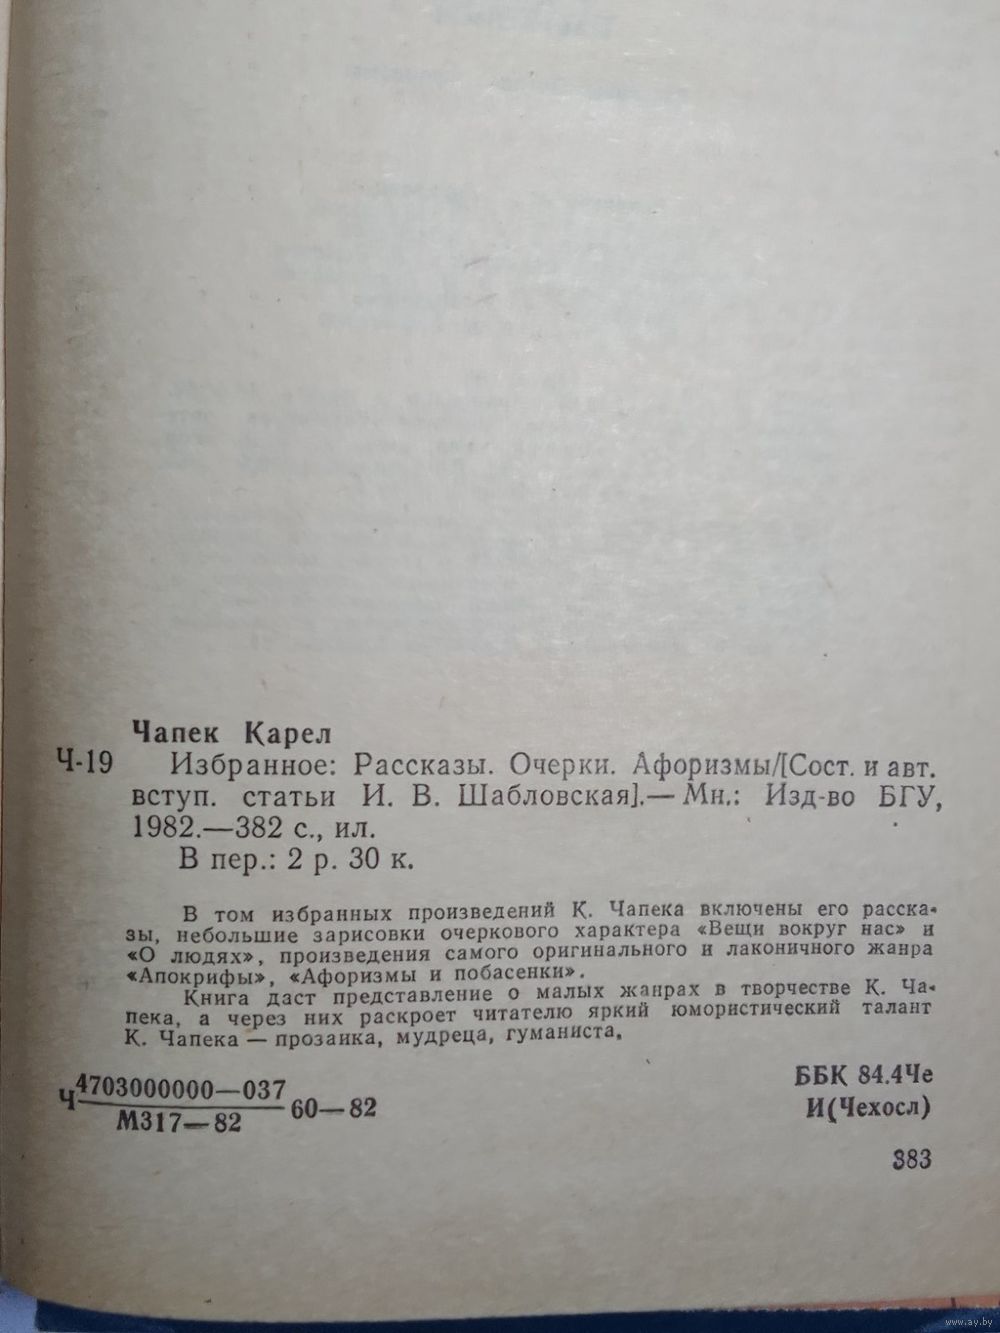 Чапек Карел
Ч-19 Избранное: Рассказы. Очерки. Афоризмы/[Сост. и авт.
вступ. статьи И. В. Шабловская].— Мн.: Изд-во БГУ,
1982.—382 с., ил.
В пер.: 2 р. 30 к.
В том избранных произведений К. Чапека включены его расска-
зы, небольшие зарисовки очеркового характера «Вещи вокруг нас» и
«О людях», произведения самого оригинального и лаконичного жанра
«Апокрифы», «Афоризмы и побасенки».
Книга даст представление о малых жанрах в творчестве К. Ча-
пека, а через них раскроет читателю яркий юмористический талант
К. Чапека — прозаика, мудреца, гуманиста.
Ч 4703000000—037
М317—82
60—82
ББК 84.4Че
И(Чехосл)
383
www.ay.by